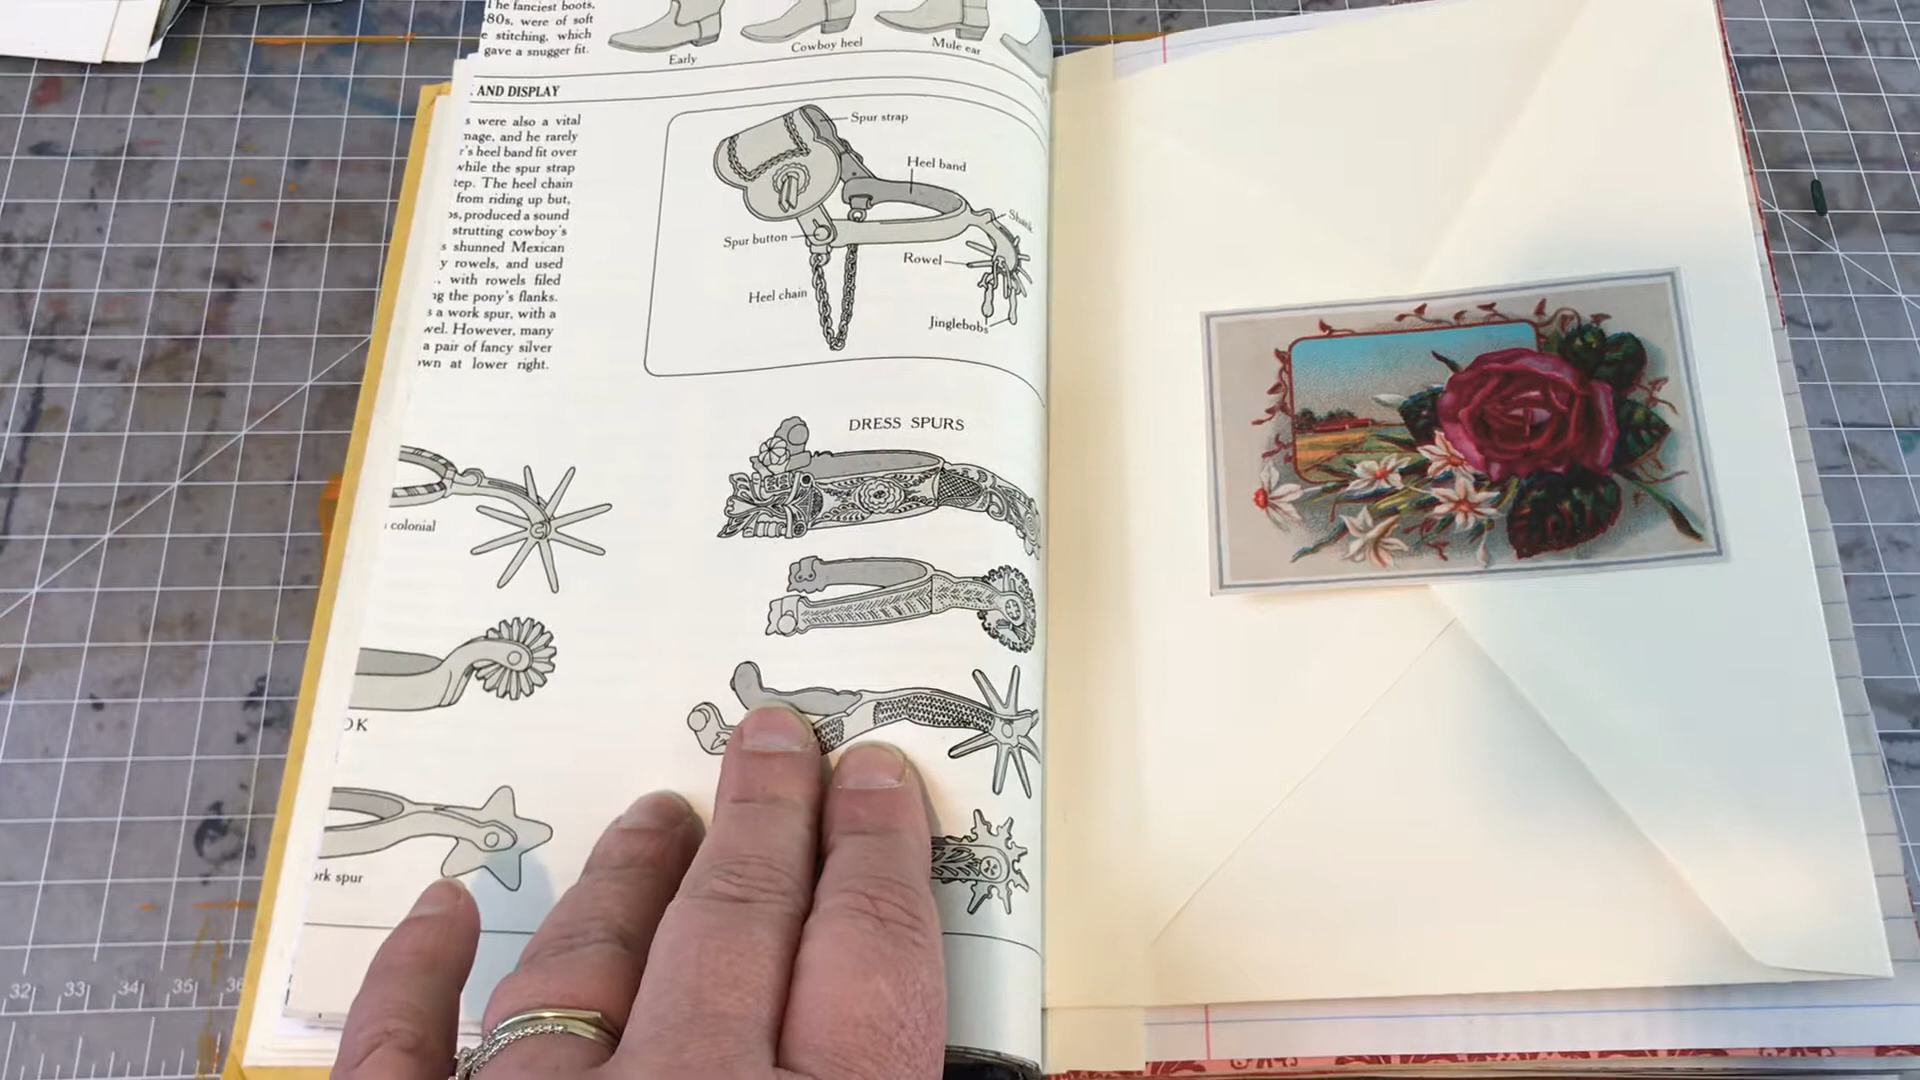 The fanciest boots,
80s, were of soft
e stitching, which
gave a snugger fit.
Early
Cowboy heel
Mule ear
AND DISPLAY
s were also a vital
mage, and he rarely
r's heel band fit over
while the spur strap
tep. The heel chain
from riding up but,
os, produced a sound
strutting cowboy's
s shunned Mexican
y rowels, and used
., with rowels filed
ng the pony's flanks.
s a work spur, with a
wel. However, many
a pair of fancy silver
own at lower right.
Spur strap
Heel band
Shank
Spur button
Rowel
Heel chain
Jinglebobs
DRESS SPURS
colonial
OK
ork spur
32 33 34 35 36